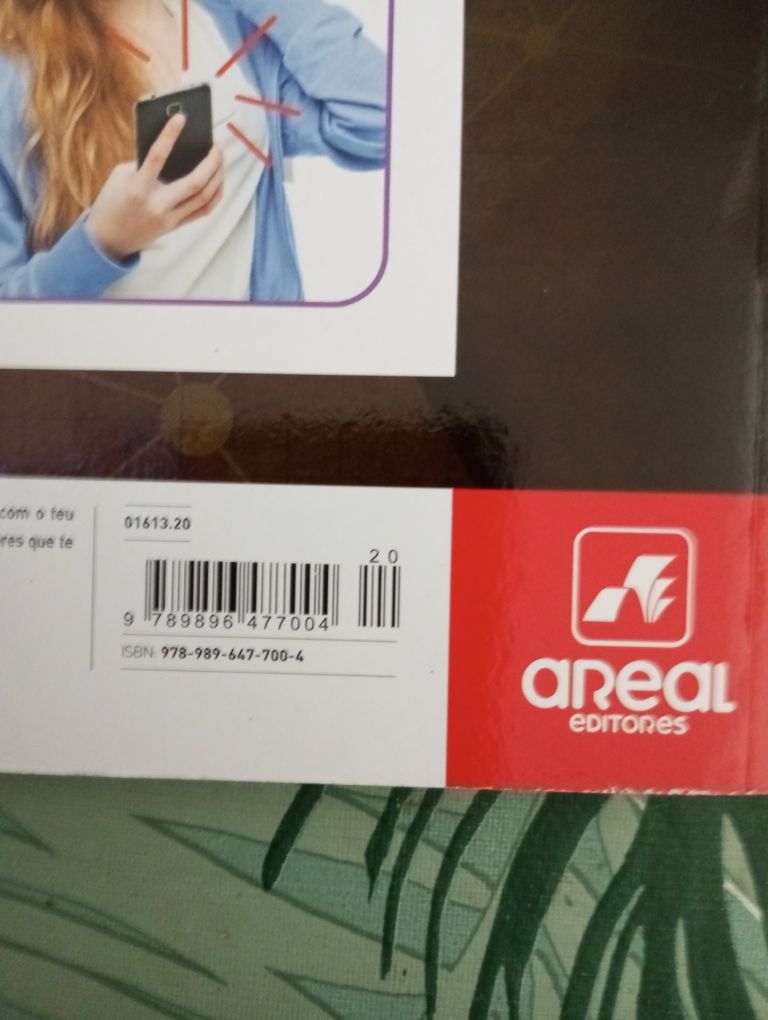 com o teu
res que te
01613.20
20
9 789896 477004
ISBN: 978-989-647-700-4
aReaL
EDITORES